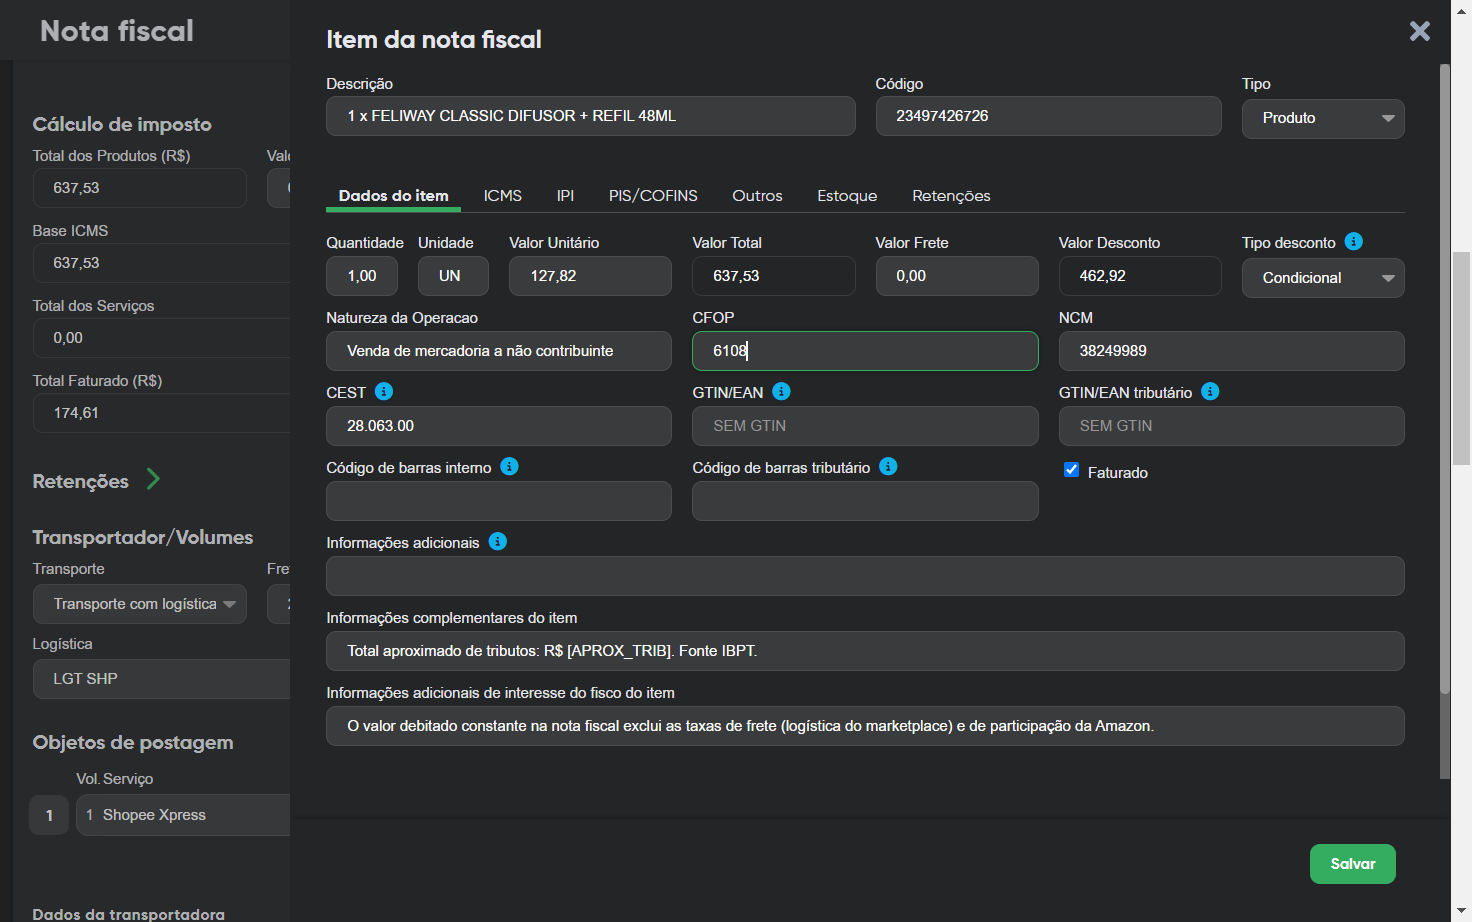 Nota fiscal
Cálculo de imposto
Total dos Produtos (R$)
637,53
Base ICMS
637,53
Total dos Serviços
0,00
Total Faturado (R$)
174,61
Retenções
Transportador/Volumes
Transporte
Transporte com logística
Logística
LGT SHP
Objetos de postagem
Vol. Serviço
1 1 Shopee Xpress
Dados da transportadora
Item da nota fiscal
Descrição Código Tipo
1 x FELIWAY CLASSIC DIFUSOR + REFIL 48ML 23497426726 Produto
Dados do item ICMS IPI PIS/COFINS Outros Estoque Retenções
Quantidade Unidade Valor Unitário Valor Total Valor Frete Valor Desconto Tipo desconto
1,00 UN 127,82 637,53 0,00 462,92 Condicional
Natureza da Operacao CFOP NCM
Venda de mercadoria a não contribuinte 6108 38249989
CEST GTIN/EAN GTIN/EAN tributário
28.063.00 SEM GTIN SEM GTIN
Código de barras interno Código de barras tributário Faturado
Informações adicionais
Informações complementares do item
Total aproximado de tributos: R$ [APROX_TRIB]. Fonte IBPT.
Informações adicionais de interesse do fisco do item
O valor debitado constante na nota fiscal exclui as taxas de frete (logística do marketplace) e de participação da Amazon.
Salvar